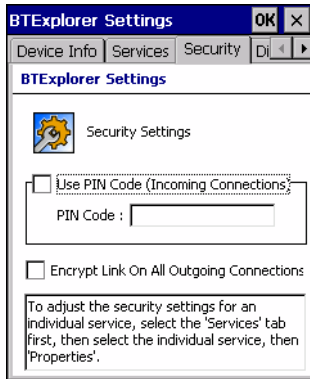 BTExplorer Settings OK
Device Info Services Security Di
BTExplorer Settings
Security Settings
Use PIN Code (Incoming Connections)
PIN Code :
Encrypt Link On All Outgoing Connections
To adjust the security settings for an
individual service, select the 'Services' tab
first, then select the individual service, then
'Properties'.